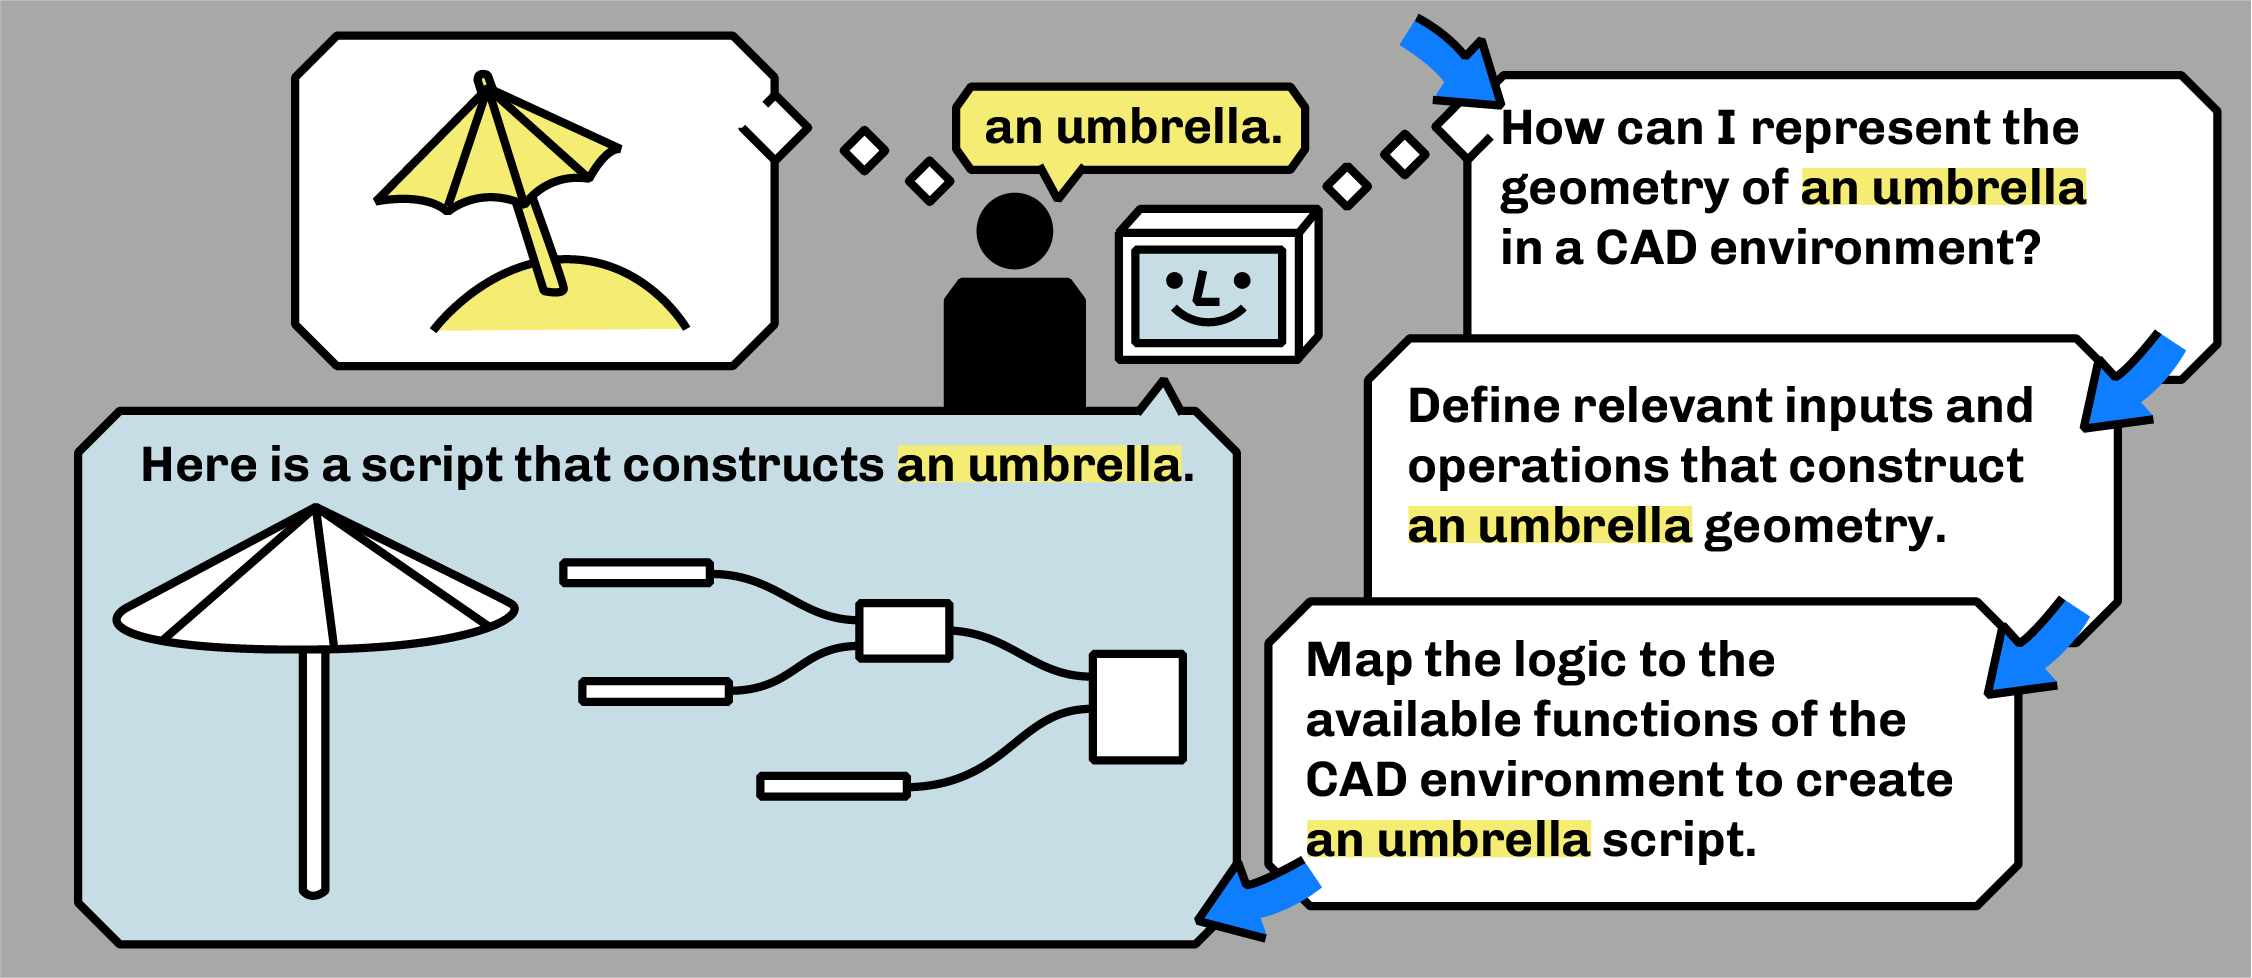 an umbrella.
How can I represent the
geometry of an umbrella
in a CAD environment?
Define relevant inputs and
operations that construct
an umbrella geometry.
Map the logic to the
available functions of the
CAD environment to create
an umbrella script.
Here is a script that constructs an umbrella.